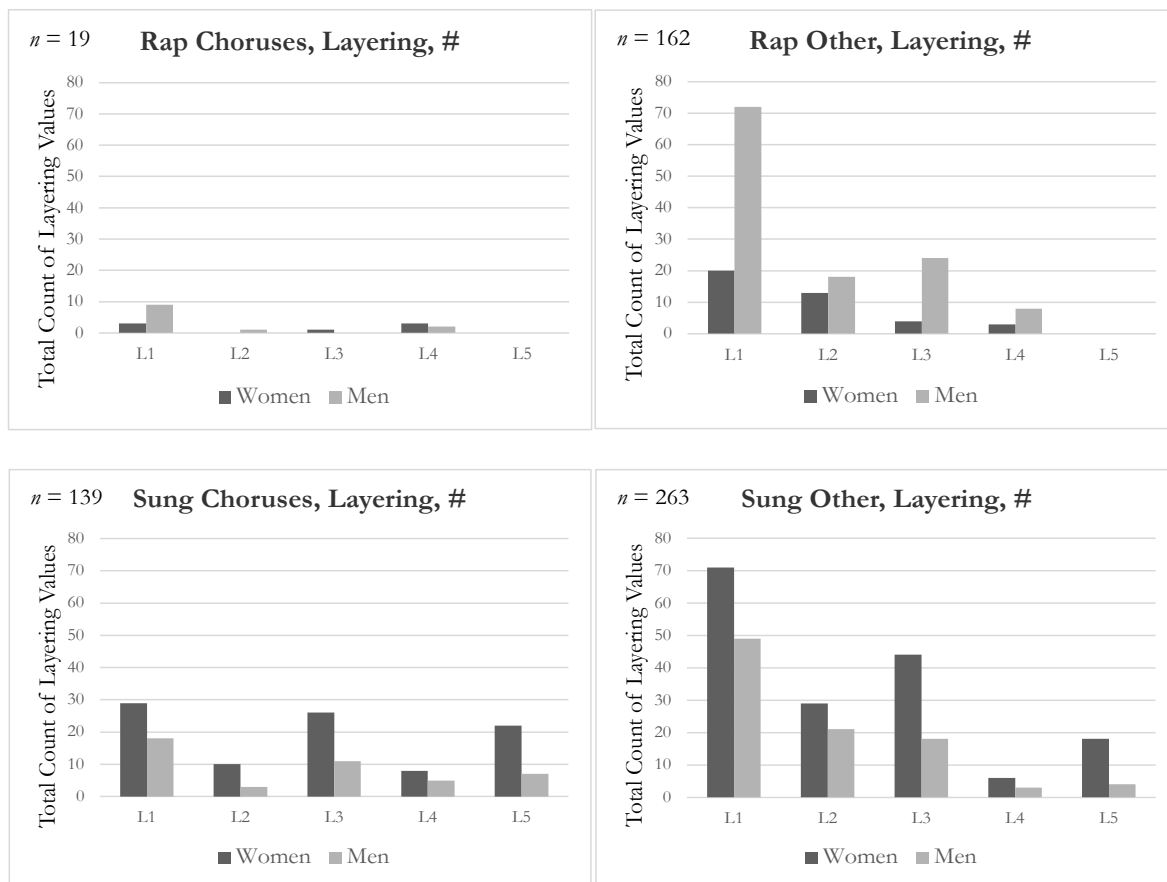 n = 19 Rap Choruses, Layering, #
Total Count of Layering Values
80
70
60
50
40
30
20
10
0
L1 L2 L3 L4 L5
Women Men
n = 162 Rap Other, Layering, #
Total Count of Layering Values
80
70
60
50
40
30
20
10
0
L1 L2 L3 L4 L5
Women Men
n = 139 Sung Choruses, Layering, #
Total Count of Layering Values
80
70
60
50
40
30
20
10
0
L1 L2 L3 L4 L5
Women Men
n = 263 Sung Other, Layering, #
Total Count of Layering Values
80
70
60
50
40
30
20
10
0
L1 L2 L3 L4 L5
Women Men